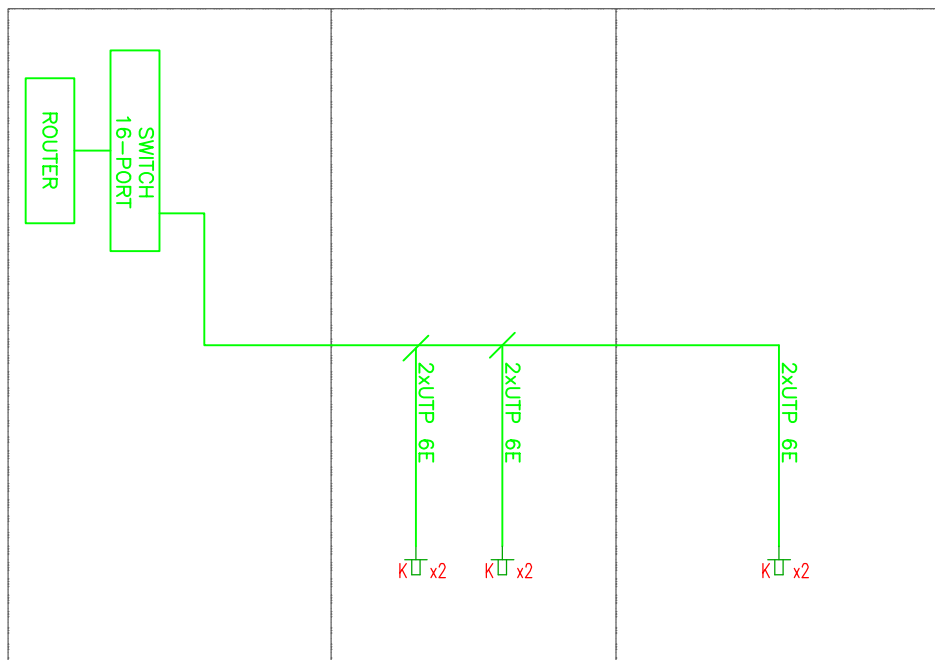 ROUTER
SWITCH
16-PORT
2xUTP 6E
2xUTP 6E
2xUTP 6E
K x2
K x2
K x2